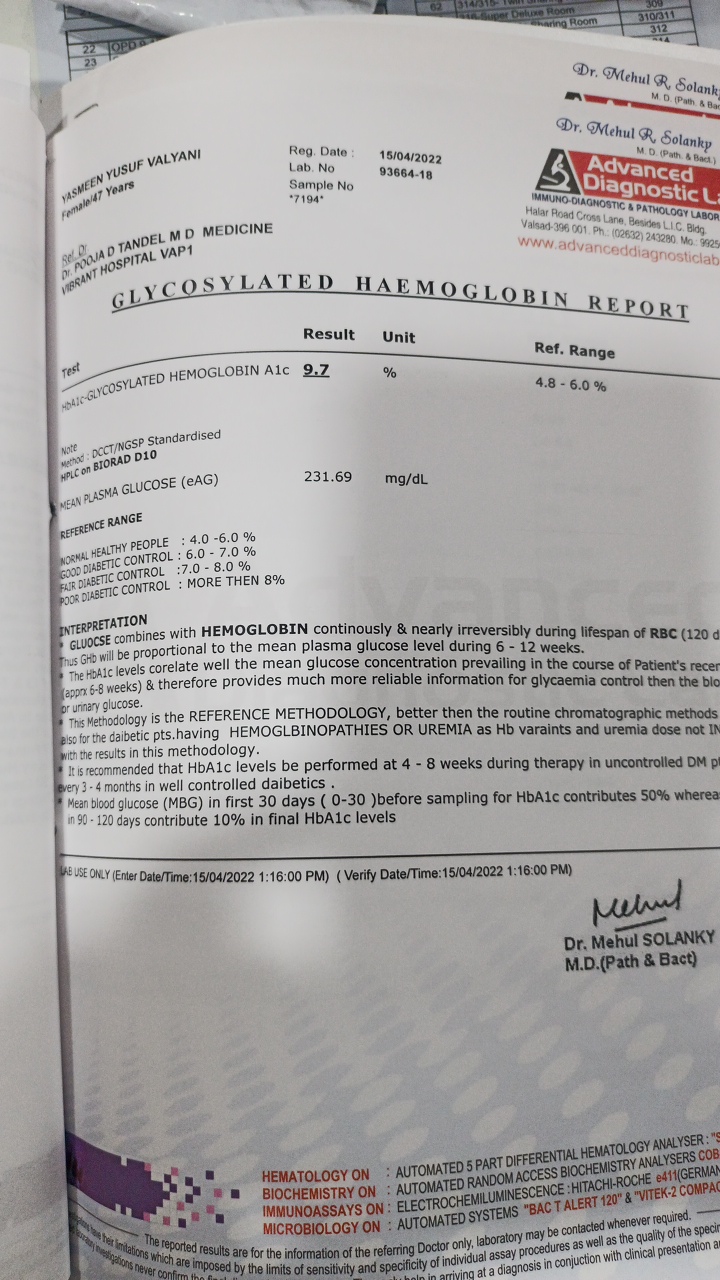 62 314/315- Twin Sharing
309
Super Deluxe Room
310/311
Sharing Room
312
22 OPD
23
Dr. Mehul R. Solanky
M. D. (Path. & Bac
Dr. Mehul R. Solanky
M. D. (Path. & Bact.)
Advanced
Diagnostic La
IMMUNO-DIAGNOSTIC & PATHOLOGY LABOR
Halar Road Cross Lane, Besides L.I.C. Bldg.
Valsad-396 001. Ph.: (02632) 243280. Mo.: 9925
www.advanceddiagnosticlab
YASMEEN YUSUF VALYANI
Female/47 Years
Reg. Date : 15/04/2022
Lab. No 93664-18
Sample No
*7194*
Ref. Dr
Dr. POOJA D TANDEL M D MEDICINE
VIBRANT HOSPITAL VAP1
GLYCOSYLATED HAEMOGLOBIN REPORT
Test Result Unit Ref. Range
HbA1c-GLYCOSYLATED HEMOGLOBIN A1c 9.7 % 4.8 - 6.0 %
Note
Method : DCCT/NGSP Standardised
HPLC on BIORAD D10
MEAN PLASMA GLUCOSE (eAG) 231.69 mg/dL
REFERENCE RANGE
NORMAL HEALTHY PEOPLE : 4.0 -6.0 %
GOOD DIABETIC CONTROL : 6.0 - 7.0 %
FAIR DIABETIC CONTROL :7.0 - 8.0 %
POOR DIABETIC CONTROL : MORE THEN 8%
INTERPRETATION
* GLUOCSE combines with HEMOGLOBIN continously & nearly irreversibly during lifespan of RBC (120 d
Thus GHb will be proportional to the mean plasma glucose level during 6 - 12 weeks.
* The HbA1c levels corelate well the mean glucose concentration prevailing in the course of Patient's recen
(apprx 6-8 weeks) & therefore provides much more reliable information for glycaemia control then the blo
or urinary glucose.
* This Methodology is the REFERENCE METHODOLOGY, better then the routine chromatographic methods
also for the daibetic pts.having HEMOGLBINOPATHIES OR UREMIA as Hb varaints and uremia dose not IN
with the results in this methodology.
* It is recommended that HbA1c levels be performed at 4 - 8 weeks during therapy in uncontrolled DM p
every 3 - 4 months in well controlled daibetics .
* Mean blood glucose (MBG) in first 30 days ( 0-30 )before sampling for HbA1c contributes 50% wherea
in 90 - 120 days contribute 10% in final HbA1c levels
LAB USE ONLY (Enter Date/Time:15/04/2022 1:16:00 PM) ( Verify Date/Time:15/04/2022 1:16:00 PM)
Mehul
Dr. Mehul SOLANKY
M.D.(Path & Bact)
HEMATOLOGY ON : AUTOMATED 5 PART DIFFERENTIAL HEMATOLOGY ANALYSER : "S
BIOCHEMISTRY ON : AUTOMATED RANDOM ACCESS BIOCHEMISTRY ANALYSERS COB
IMMUNOASSAYS ON : ELECTROCHEMILUMINESCENCE :HITACHI-ROCHE e411(GERMAN
MICROBIOLOGY ON : AUTOMATED SYSTEMS "BAC T ALERT 120" & "VITEK-2 COMPAC
The reported results are for the information of the referring Doctor only, laboratory may be contacted whenever required.
have their limitations which are imposed by the limits of sensitivity and specificity of individual assay procedures as well as the quality of the speci
investigations never confirm the help in arriving at a diagnosis in conjuction with clinical presentation a